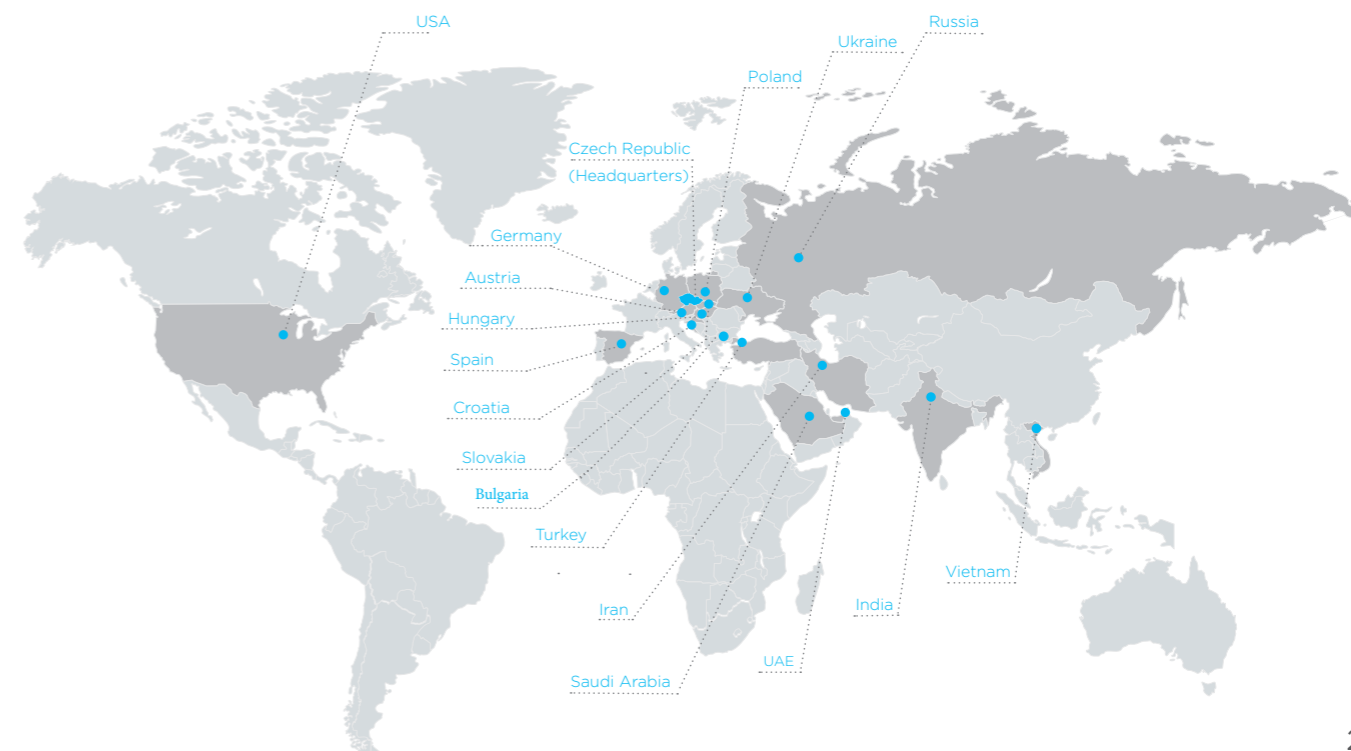 USA
Russia
Ukraine
Poland
Czech Republic
(Headquarters)
Germany
Austria
Hungary
Spain
Croatia
Slovakia
Bulgaria
Turkey
Iran
Saudi Arabia
UAE
India
Vietnam